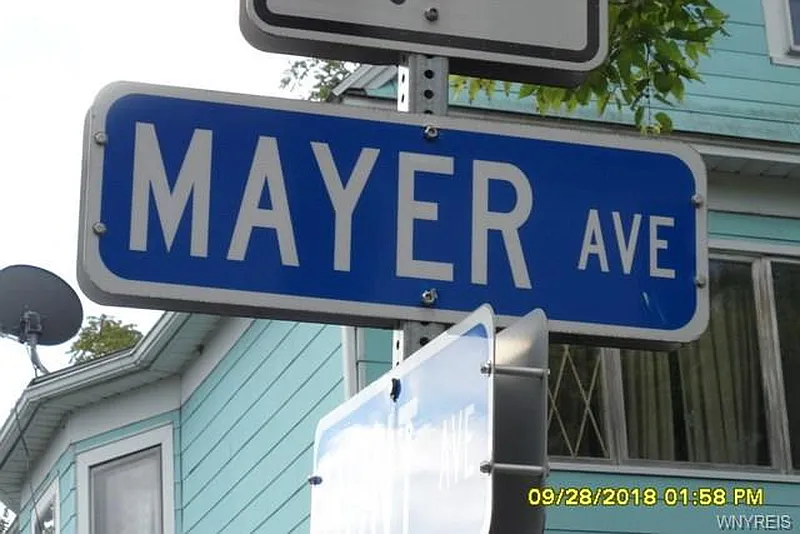 MAYER AVE
AVE
09/28/2018 01:58 PM
WNYREIS